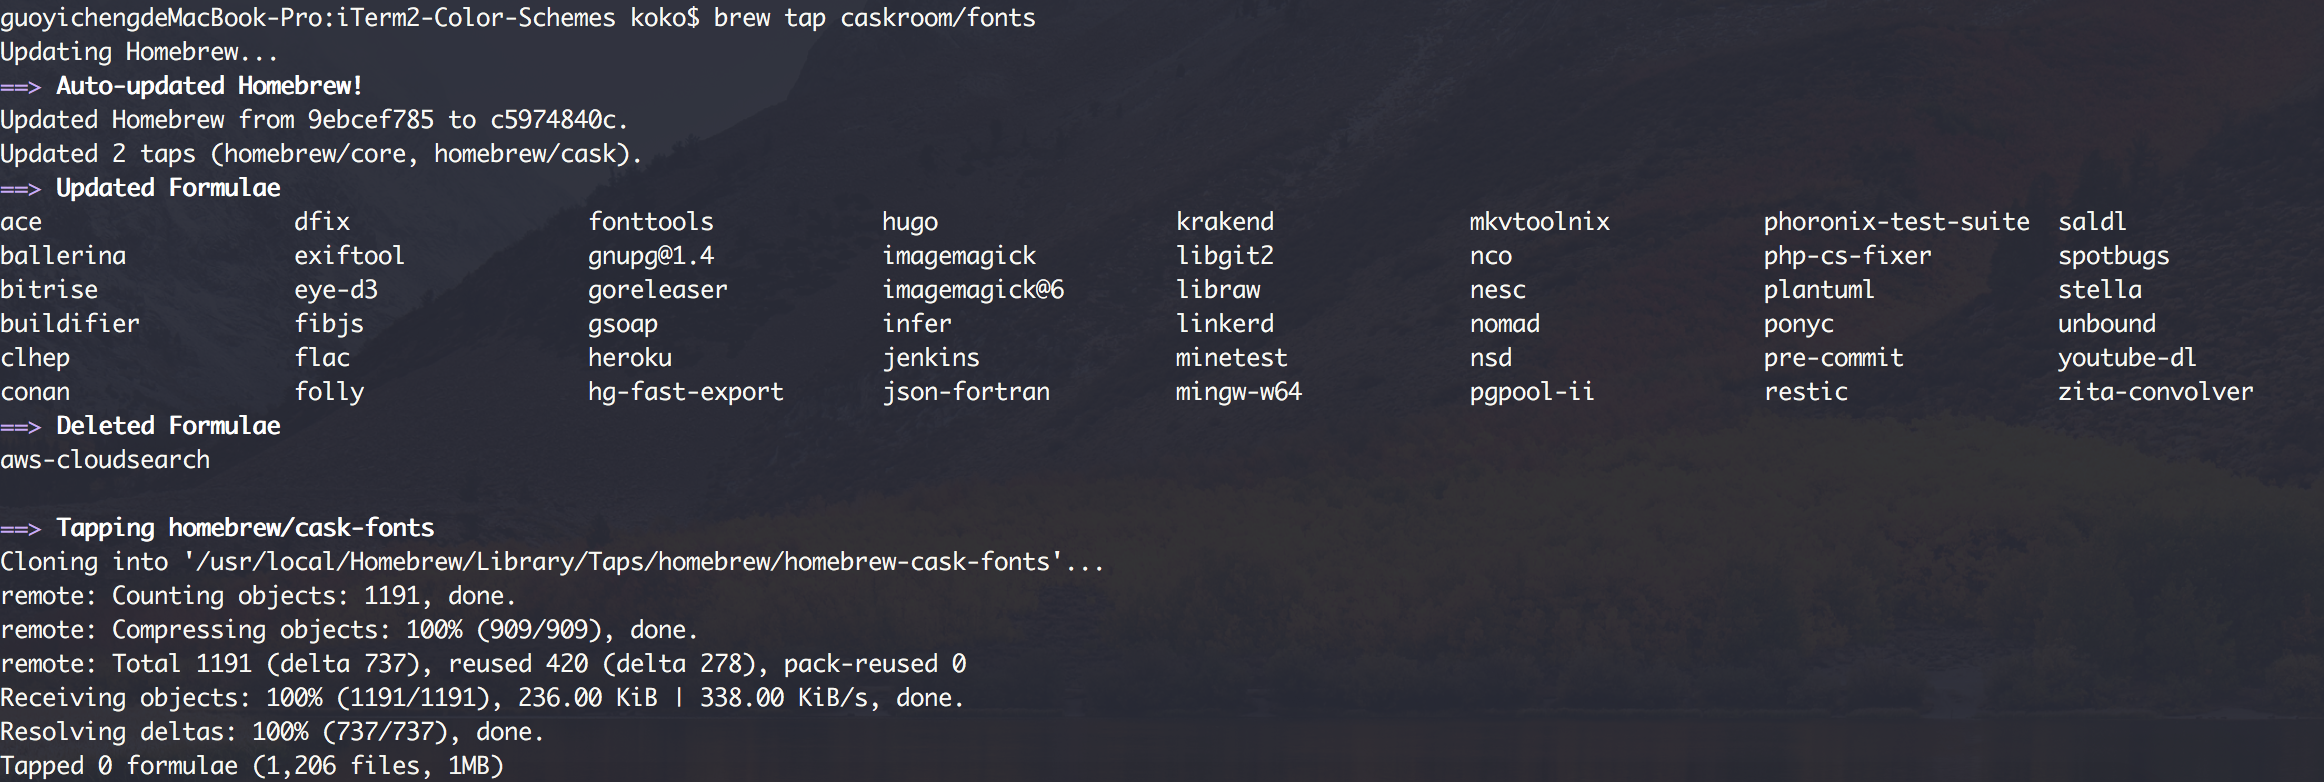 guoyichengdeMacBook-Pro:iTerm2-Color-Schemes koko$ brew tap caskroom/fonts
Updating Homebrew...
==> Auto-updated Homebrew!
Updated Homebrew from 9ebcef785 to c5974840c.
Updated 2 taps (homebrew/core, homebrew/cask).
==> Updated Formulae
ace dfix fonttools hugo krakend mkvtoolnix phoronix-test-suite saldl
ballerina exiftool gnupg@1.4 imagemagick libgit2 nco php-cs-fixer spotbugs
bitrise eye-d3 goreleaser imagemagick@6 libraw nesc plantuml stella
buildifier fibjs gsoap infer linkerd nomad ponyc unbound
clhep flac heroku jenkins minetest nsd pre-commit youtube-dl
conan folly hg-fast-export json-fortran mingw-w64 pgpool-ii restic zita-convolver
==> Deleted Formulae
aws-cloudsearch
==> Tapping homebrew/cask-fonts
Cloning into '/usr/local/Homebrew/Library/Taps/homebrew/homebrew-cask-fonts'...
remote: Counting objects: 1191, done.
remote: Compressing objects: 100% (909/909), done.
remote: Total 1191 (delta 737), reused 420 (delta 278), pack-reused 0
Receiving objects: 100% (1191/1191), 236.00 KiB | 338.00 KiB/s, done.
Resolving deltas: 100% (737/737), done.
Tapped 0 formulae (1,206 files, 1MB)